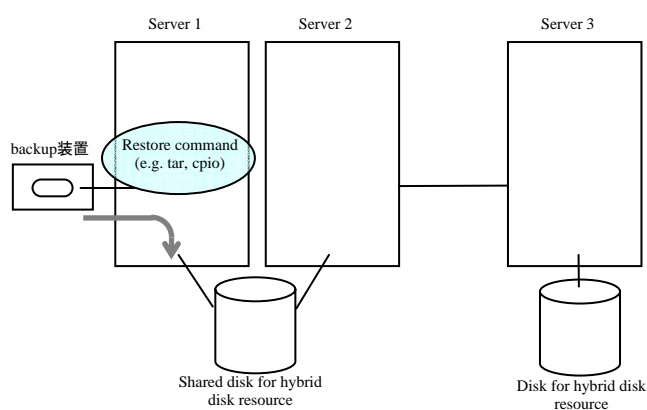 Server 1
Server 2
Server 3
backup装置
Restore command
(e.g. tar, cpio)
Shared disk for hybrid
disk resource
Disk for hybrid disk
resource